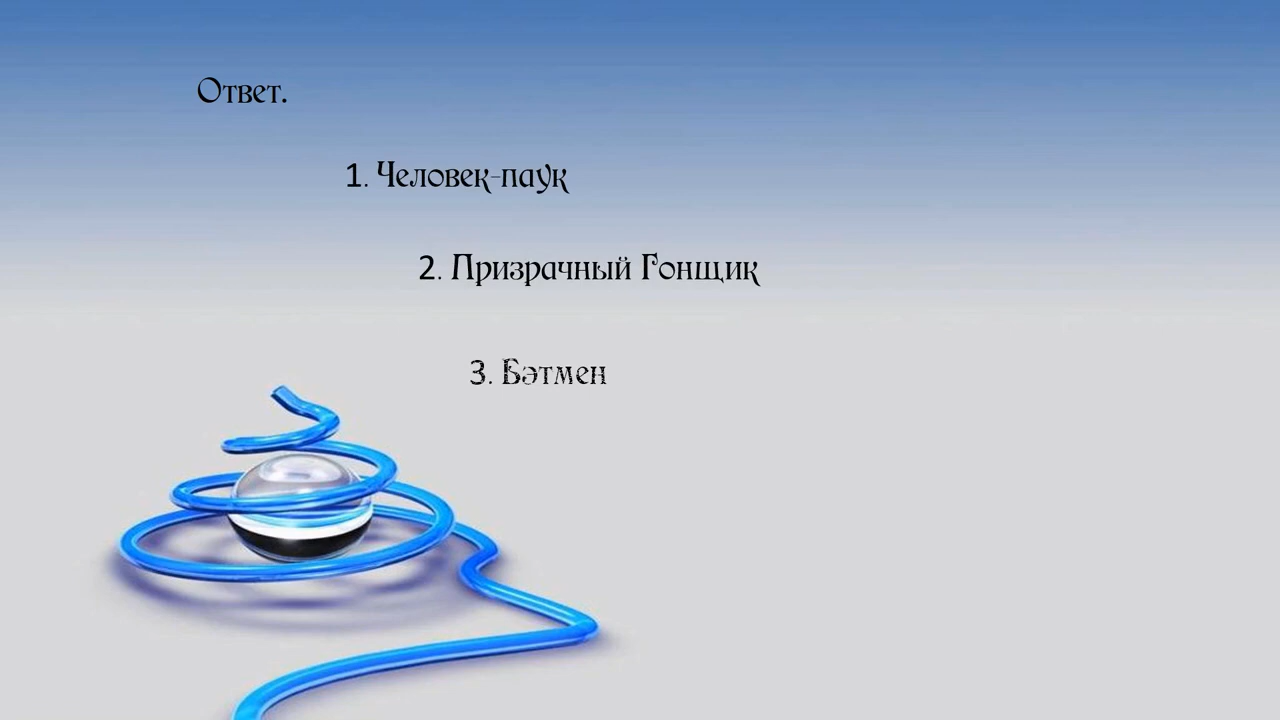 Ответ.
1. Человек-паук
2. Призрачный Гонщик
3. Бэтмен